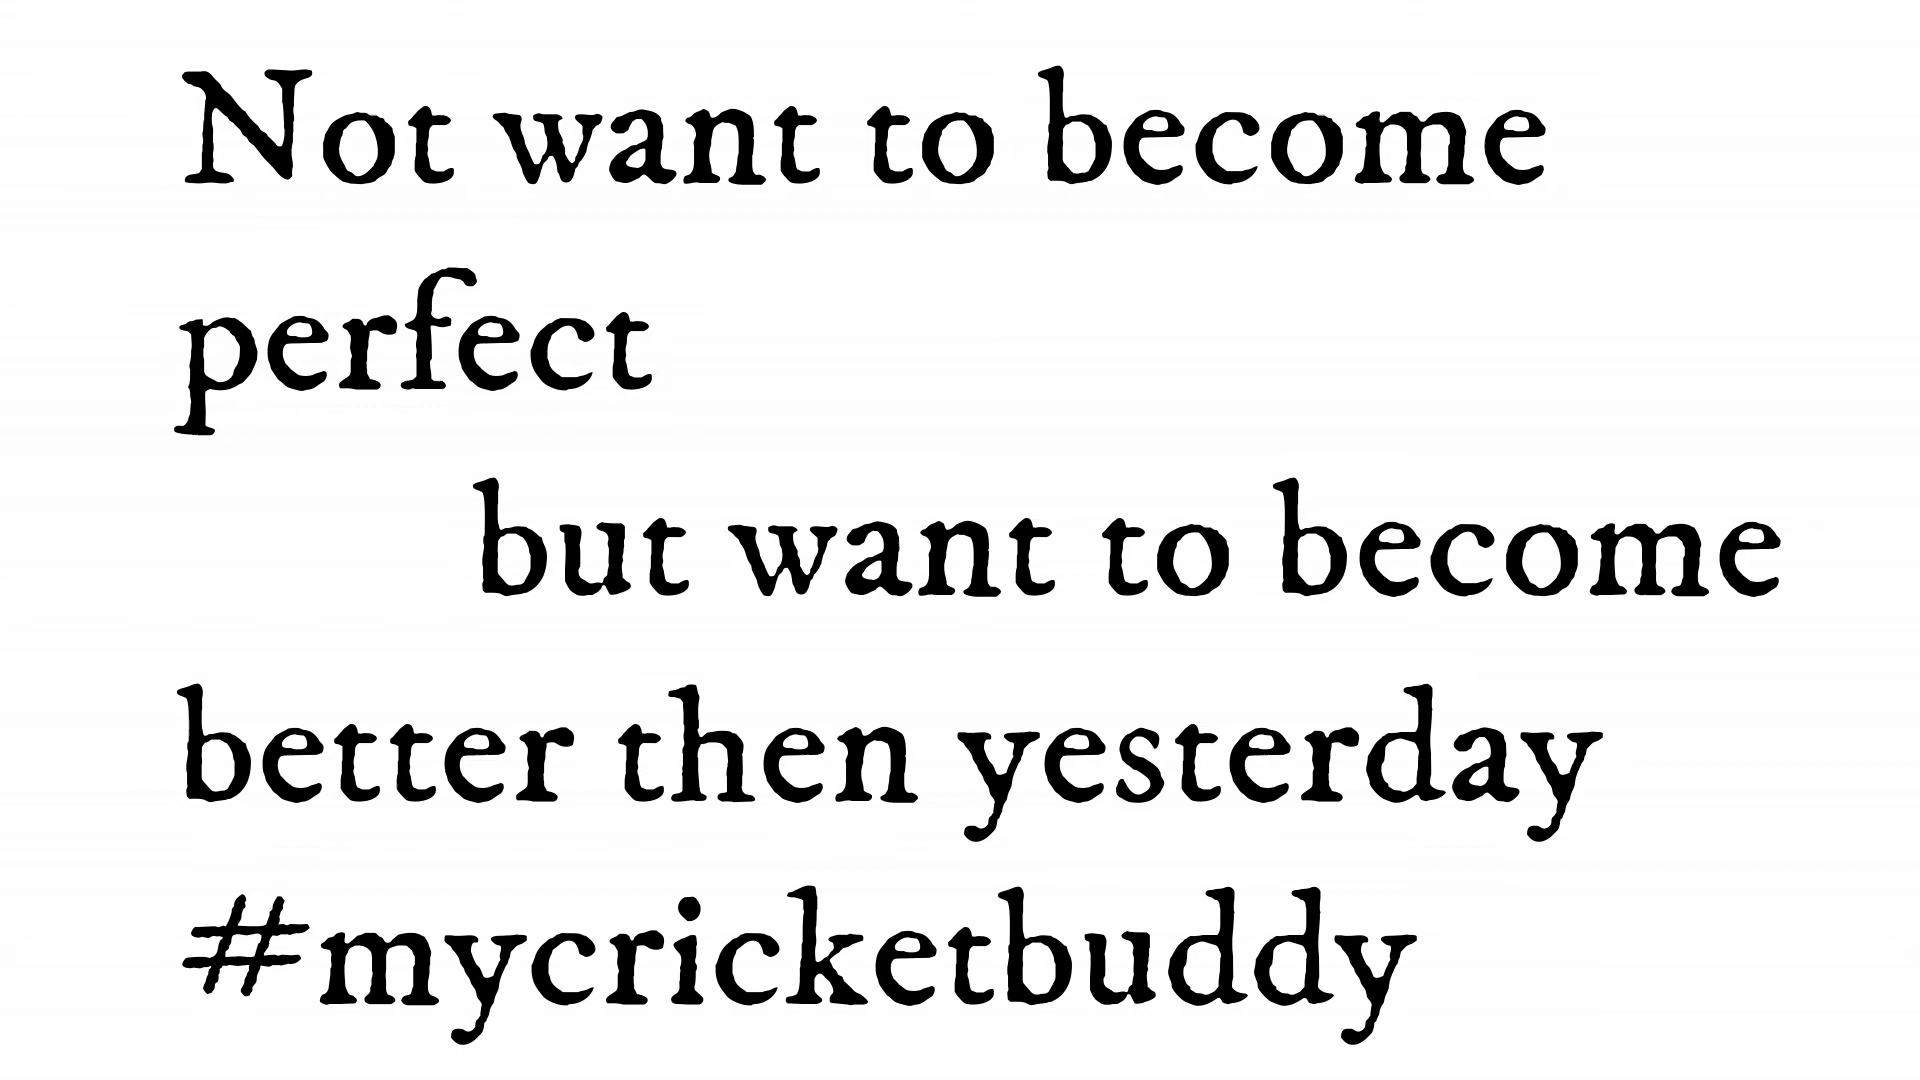 Not want to become
perfect
but want to become
better then yesterday
#mycricketbuddy